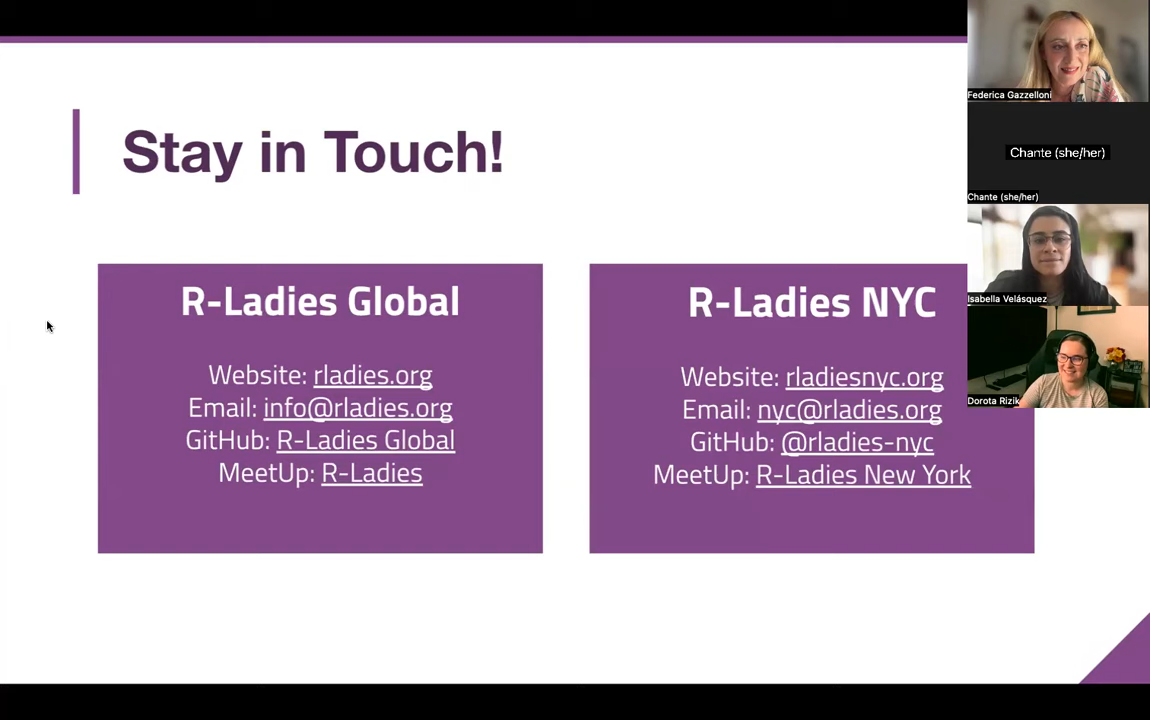 Stay in Touch!
R-Ladies Global
Website: rladies.org
Email: info@rladies.org
GitHub: R-Ladies Global
MeetUp: R-Ladies
R-Ladies NYC
Website: rladiesnyc.org
Email: nyc@rladies.org
GitHub: @rladies-nyc
MeetUp: R-Ladies New York
Federica Gazzelloni
Chante (she/her)
Chante (she/her)
Isabella Velásquez
Dorota Rizik